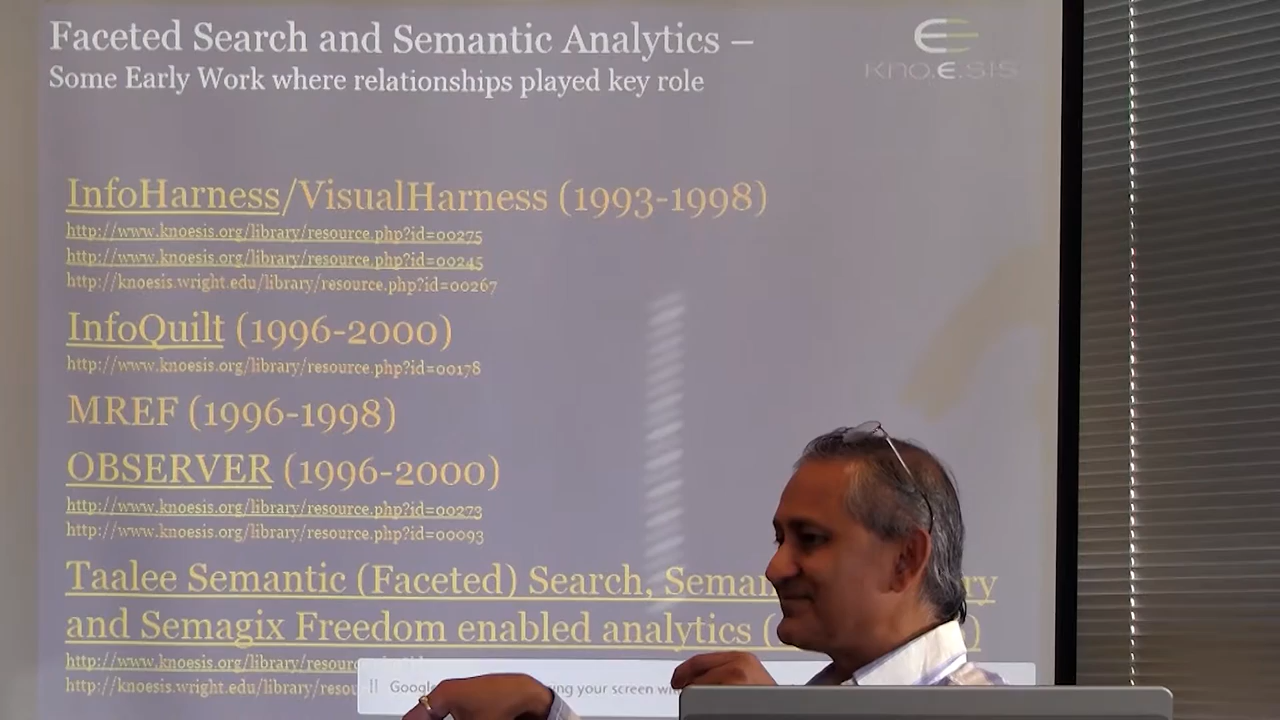 Faceted Search and Semantic Analytics –
Some Early Work where relationships played key role
kno.e.sis
InfoHarness/VisualHarness (1993-1998)
http://www.knoesis.org/library/resource.php?id=00275
http://www.knoesis.org/library/resource.php?id=00245
http://knoesis.wright.edu/library/resource.php?id=00267
InfoQuilt (1996-2000)
http://www.knoesis.org/library/resource.php?id=00178
MREF (1996-1998)
OBSERVER (1996-2000)
http://www.knoesis.org/library/resource.php?id=00273
http://www.knoesis.org/library/resource.php?id=00093
Taalee Semantic (Faceted) Search,
and Semagix Freedom enabled analytics ( )
http://www.knoesis.org/library/resour
http://knoesis.wright.edu/library/resou
your screen